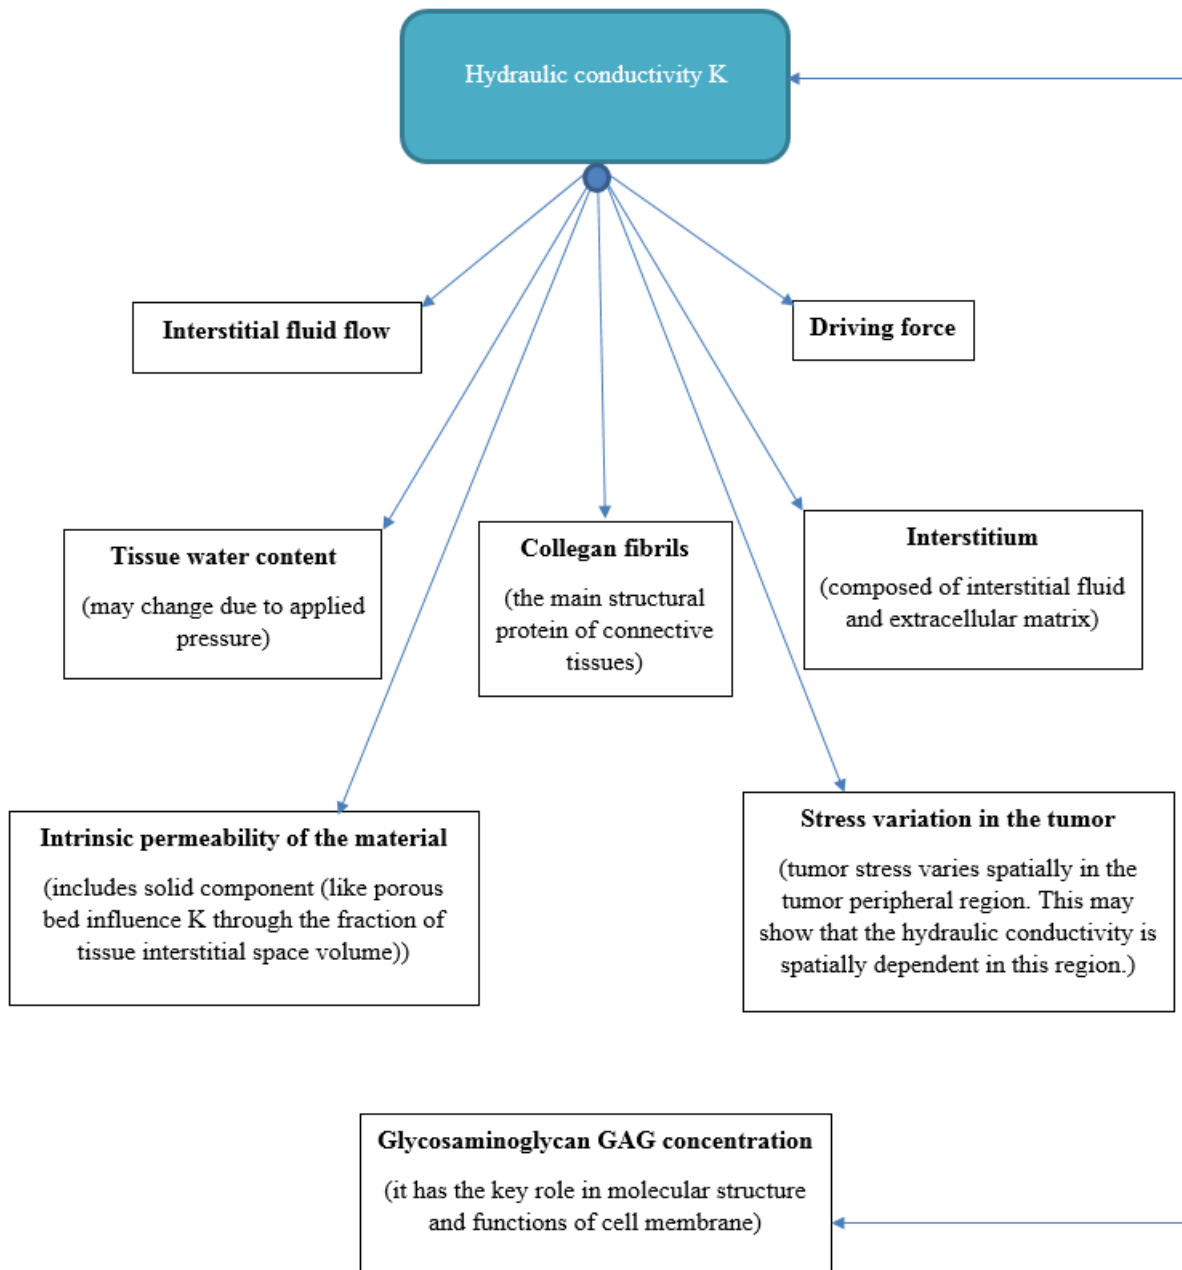 Hydraulic conductivity K
Interstitial fluid flow
Driving force
Tissue water content
(may change due to applied
pressure)
Collegan fibrils
(the main structural
protein of connective
tissues)
Interstitium
(composed of interstitial fluid
and extracellular matrix)
Intrinsic permeability of the material
(includes solid component (like porous
bed influence K through the fraction of
tissue interstitial space volume))
Stress variation in the tumor
(tumor stress varies spatially in the
tumor peripheral region. This may
show that the hydraulic conductivity is
spatially dependent in this region.)
Glycosaminoglycan GAG concentration
(it has the key role in molecular structure
and functions of cell membrane)